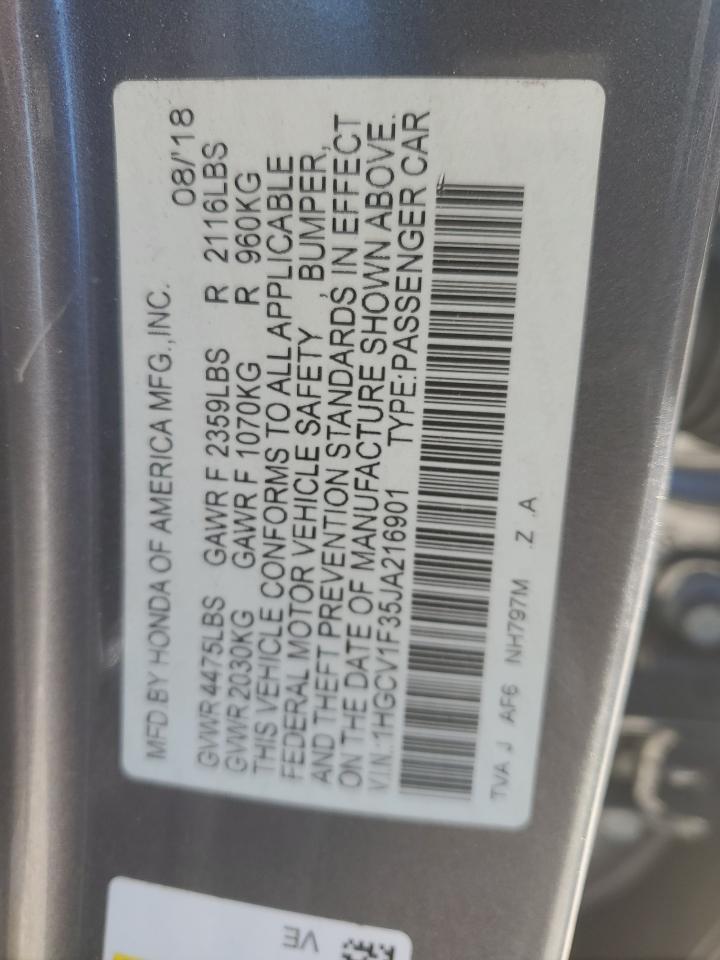 MFD BY HONDA OF AMERICA MFG.,INC. 08/'18
GVWR 4475LBS GAWR F 2359LBS R 2116LBS
GVWR 2030KG GAWR F 1070KG R 960KG
THIS VEHICLE CONFORMS TO ALL APPLICABLE
FEDERAL MOTOR VEHICLE SAFETY , BUMPER,
AND THEFT PREVENTION STANDARDS IN EFFECT
ON THE DATE OF MANUFACTURE SHOWN ABOVE.
V.I.N.:1HGCV1F35JA216901 TYPE:PASSENGER CAR
TVA J AF6 NH797M .Z .A
VE